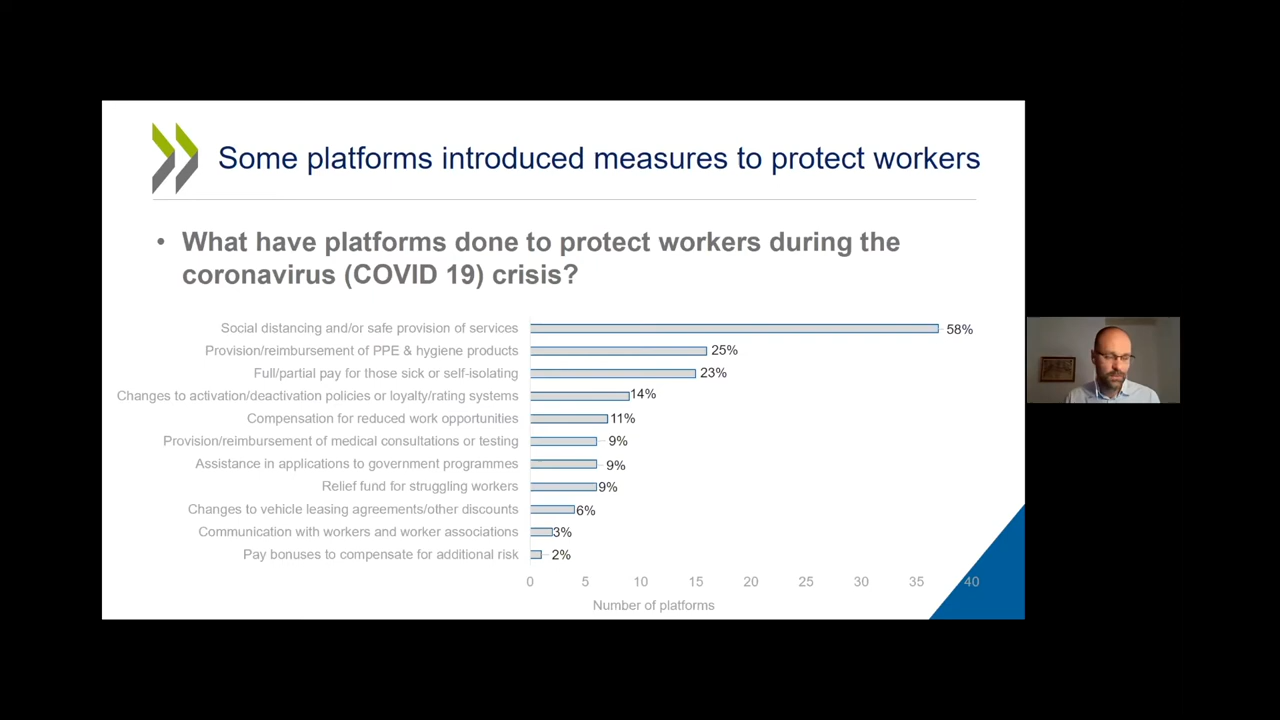 Some platforms introduced measures to protect workers
• What have platforms done to protect workers during the
coronavirus (COVID 19) crisis?
Social distancing and/or safe provision of services 58%
Provision/reimbursement of PPE & hygiene products 25%
Full/partial pay for those sick or self-isolating 23%
Changes to activation/deactivation policies or loyalty/rating systems 14%
Compensation for reduced work opportunities 11%
Provision/reimbursement of medical consultations or testing 9%
Assistance in applications to government programmes 9%
Relief fund for struggling workers 9%
Changes to vehicle leasing agreements/other discounts 6%
Communication with workers and worker associations 3%
Pay bonuses to compensate for additional risk 2%
0 5 10 15 20 25 30 35 40
Number of platforms